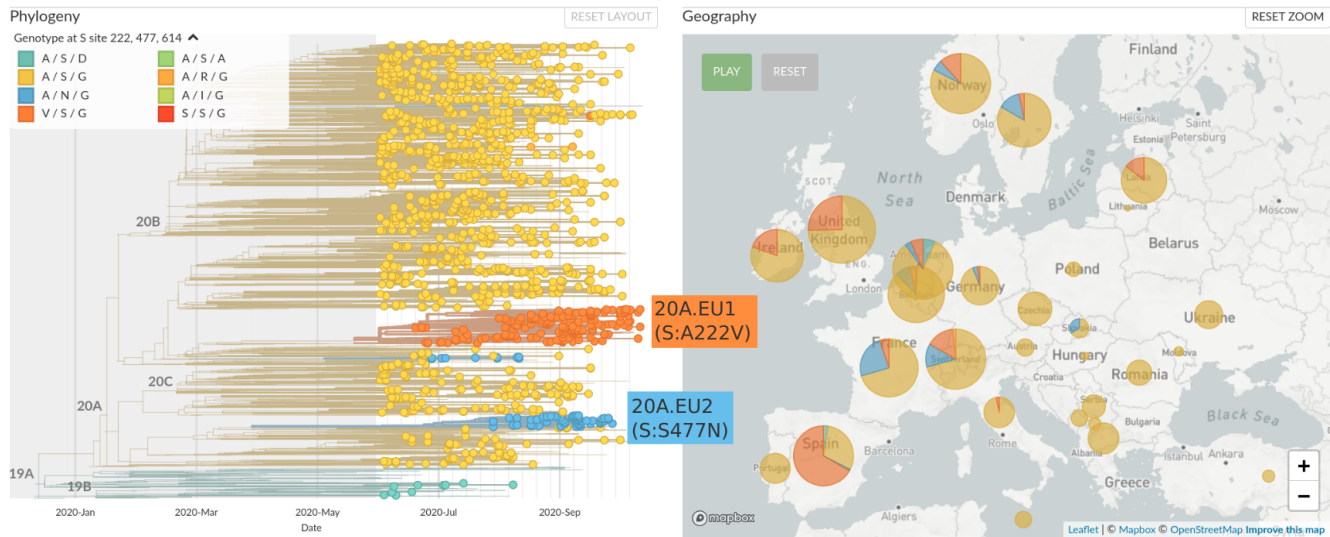 Phylogeny
RESET LAYOUT
Genotype at S site 222, 477, 614
A / S / D
A / S / A
A / S / G
A / R / G
A / N / G
A / I / G
V / S / G
S / S / G
20B
20C
20A
19A
19B
20A.EU1
(S:A222V)
20A.EU2
(S:S477N)
2020-Jan
2020-Mar
2020-May
2020-Jul
2020-Sep
Date
Geography
RESET ZOOM
PLAY
RESET
Finland
Norway
Oslo
Helsinki
Saint
Petersburg
Estonia
SCOT.
North
Sea
Baltic Sea
Latvia
Lithuania
Moscow
Denmark
United
Kingdom
Ireland
Belarus
ENG.
London
Amsterdam
Germany
Poland
Czechia
Ukraine
Slovakia
France
Switzerland
Austria
Hungary
Moldova
Croatia
Romania
Serbia
Black Sea
Bulgaria
Rome
Spain
Barcelona
Albania
Istanbul
Ankara
Portugal
Greece
Algiers
+
−
mapbox
Leaflet | © Mapbox © OpenStreetMap Improve this map